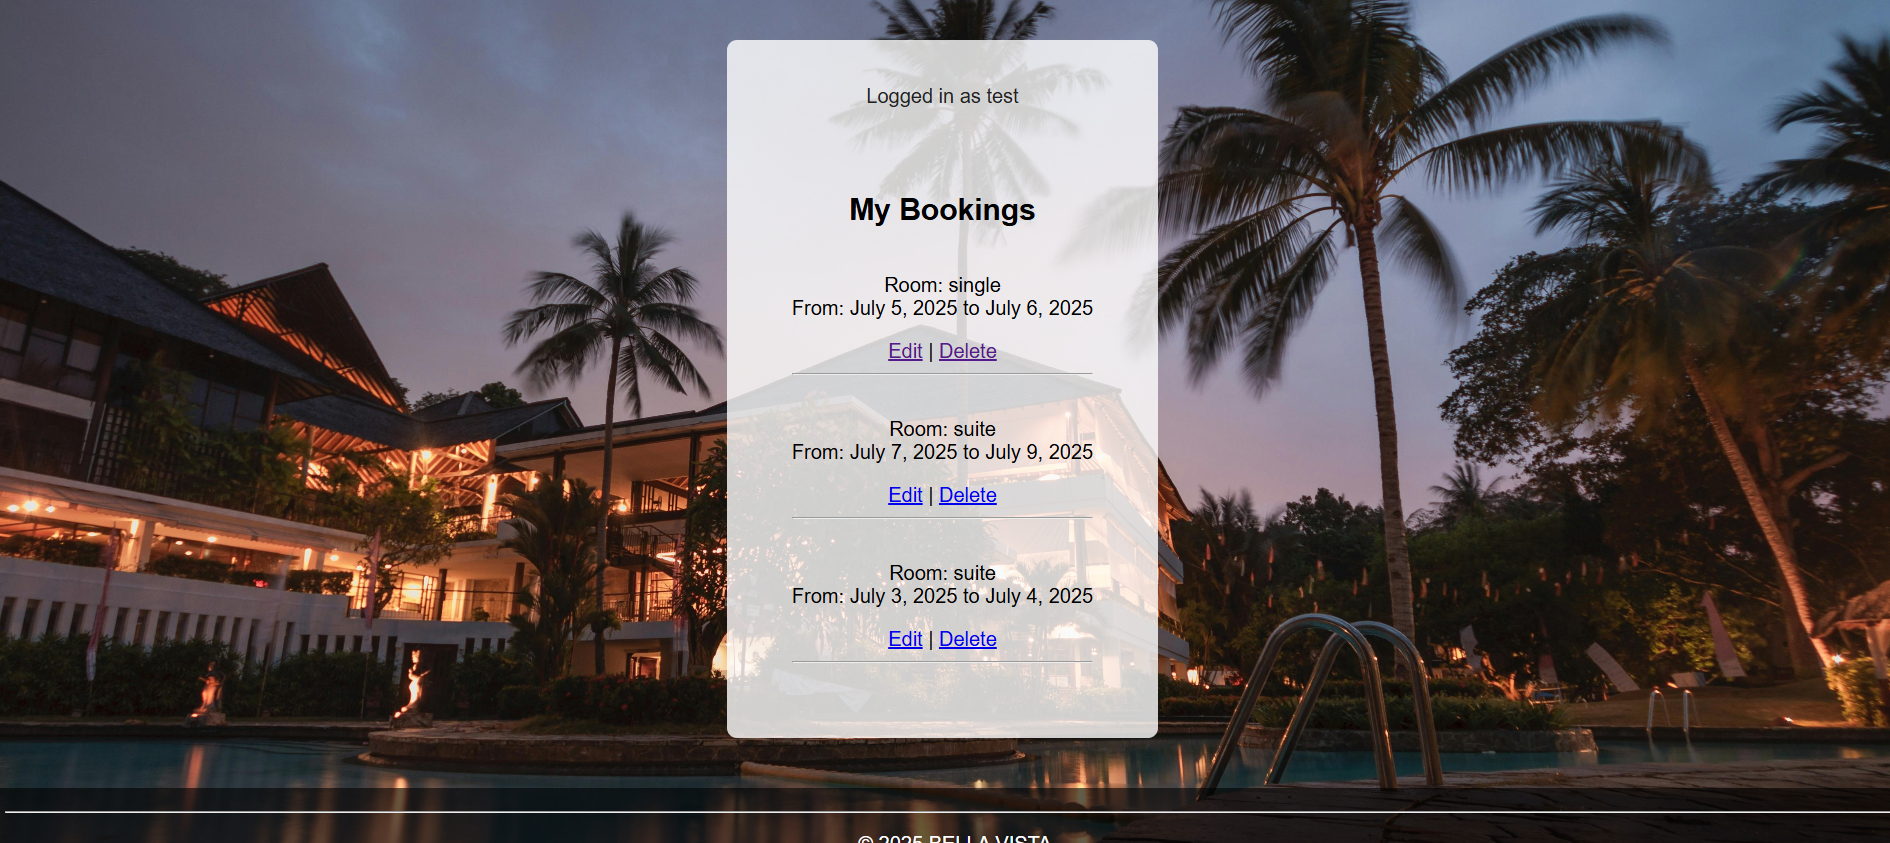 Logged in as test
My Bookings
Room: single
From: July 5, 2025 to July 6, 2025
Edit | Delete
Room: suite
From: July 7, 2025 to July 9, 2025
Edit | Delete
Room: suite
From: July 3, 2025 to July 4, 2025
Edit | Delete
© 2025 BELLA VISTA